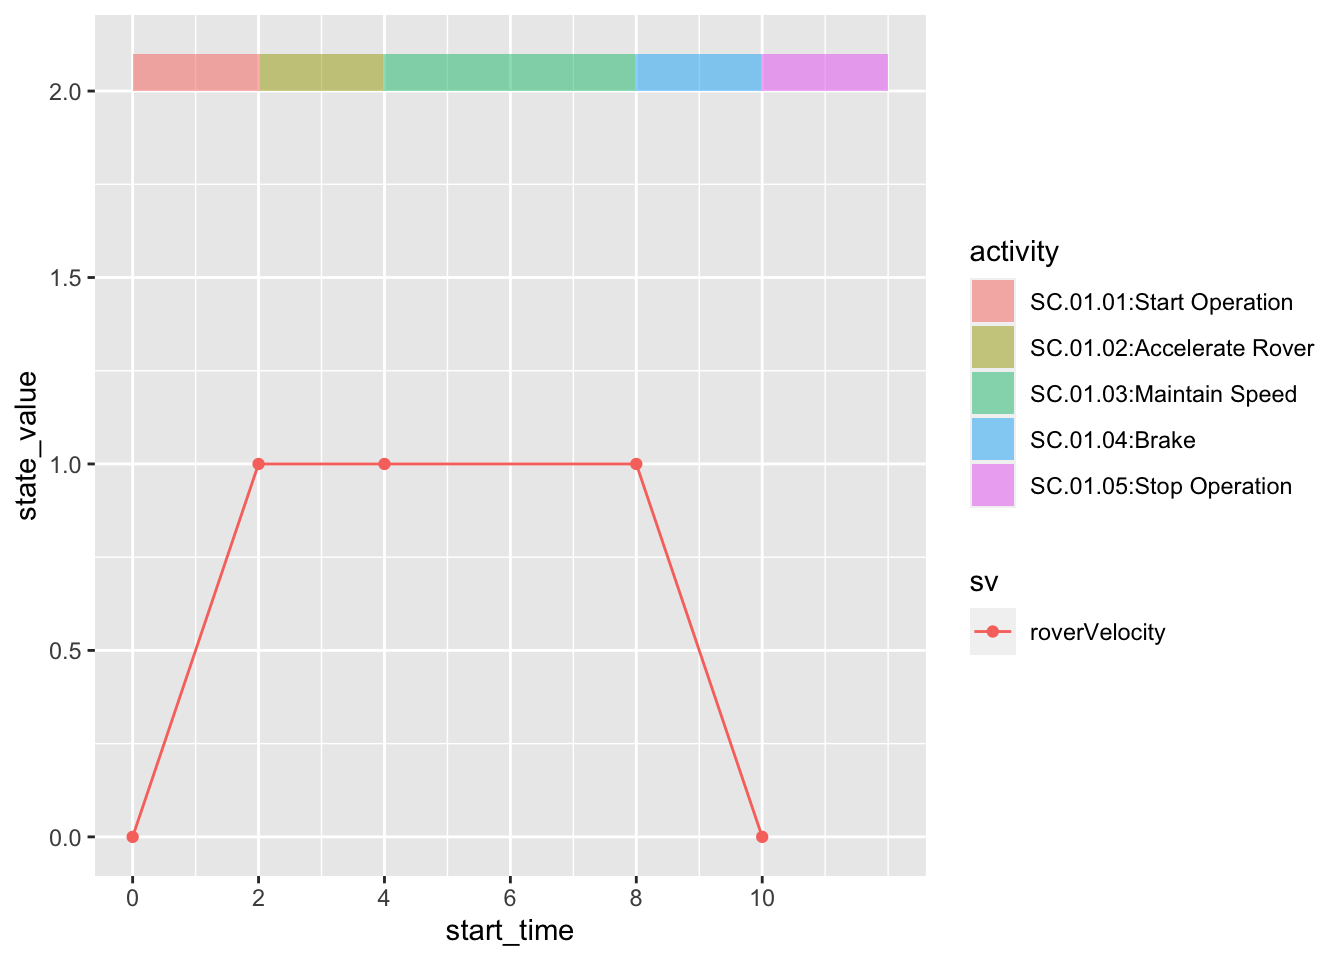 2.0
1.5
1.0
0.5
0.0
state_value
0 2 4 6 8 10
start_time
activity
SC.01.01:Start Operation
SC.01.02:Accelerate Rover
SC.01.03:Maintain Speed
SC.01.04:Brake
SC.01.05:Stop Operation
sv
roverVelocity